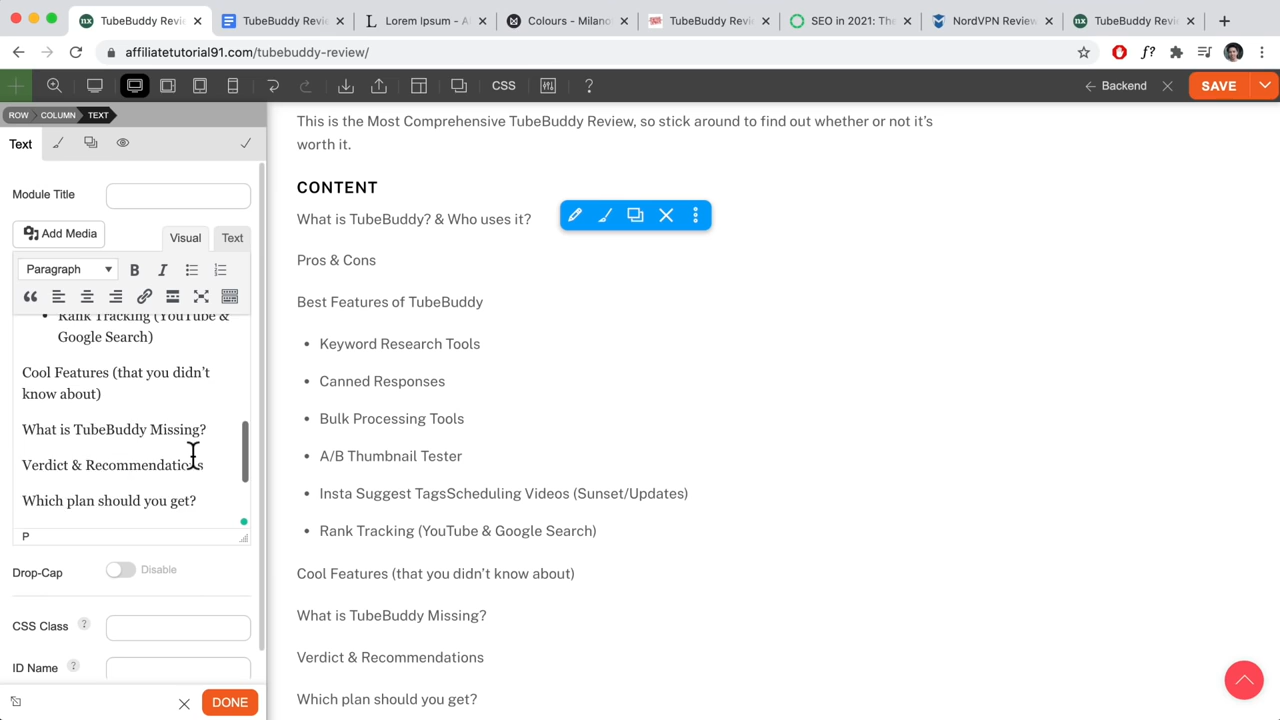 TubeBuddy Revie
TubeBuddy Revie
Lorem Ipsum - A
Colours - Milano
TubeBuddy Revie
SEO in 2021: The
NordVPN Review
TubeBuddy Revie
affiliatetutorial91.com/tubebuddy-review/
CSS
?
Backend
SAVE
ROW
COLUMN
TEXT
Text
Module Title
Add Media
Visual
Text
Paragraph
B
I
Rank Tracking (YouTube &
Google Search)
Cool Features (that you didn't
know about)
What is TubeBuddy Missing?
Verdict & Recommendations
Which plan should you get?
P
Drop-Cap
Disable
CSS Class
?
ID Name
?
DONE
This is the Most Comprehensive TubeBuddy Review, so stick around to find out whether or not it's
worth it.
CONTENT
What is TubeBuddy? & Who uses it?
Pros & Cons
Best Features of TubeBuddy
• Keyword Research Tools
• Canned Responses
• Bulk Processing Tools
• A/B Thumbnail Tester
• Insta Suggest TagsScheduling Videos (Sunset/Updates)
• Rank Tracking (YouTube & Google Search)
Cool Features (that you didn't know about)
What is TubeBuddy Missing?
Verdict & Recommendations
Which plan should you get?